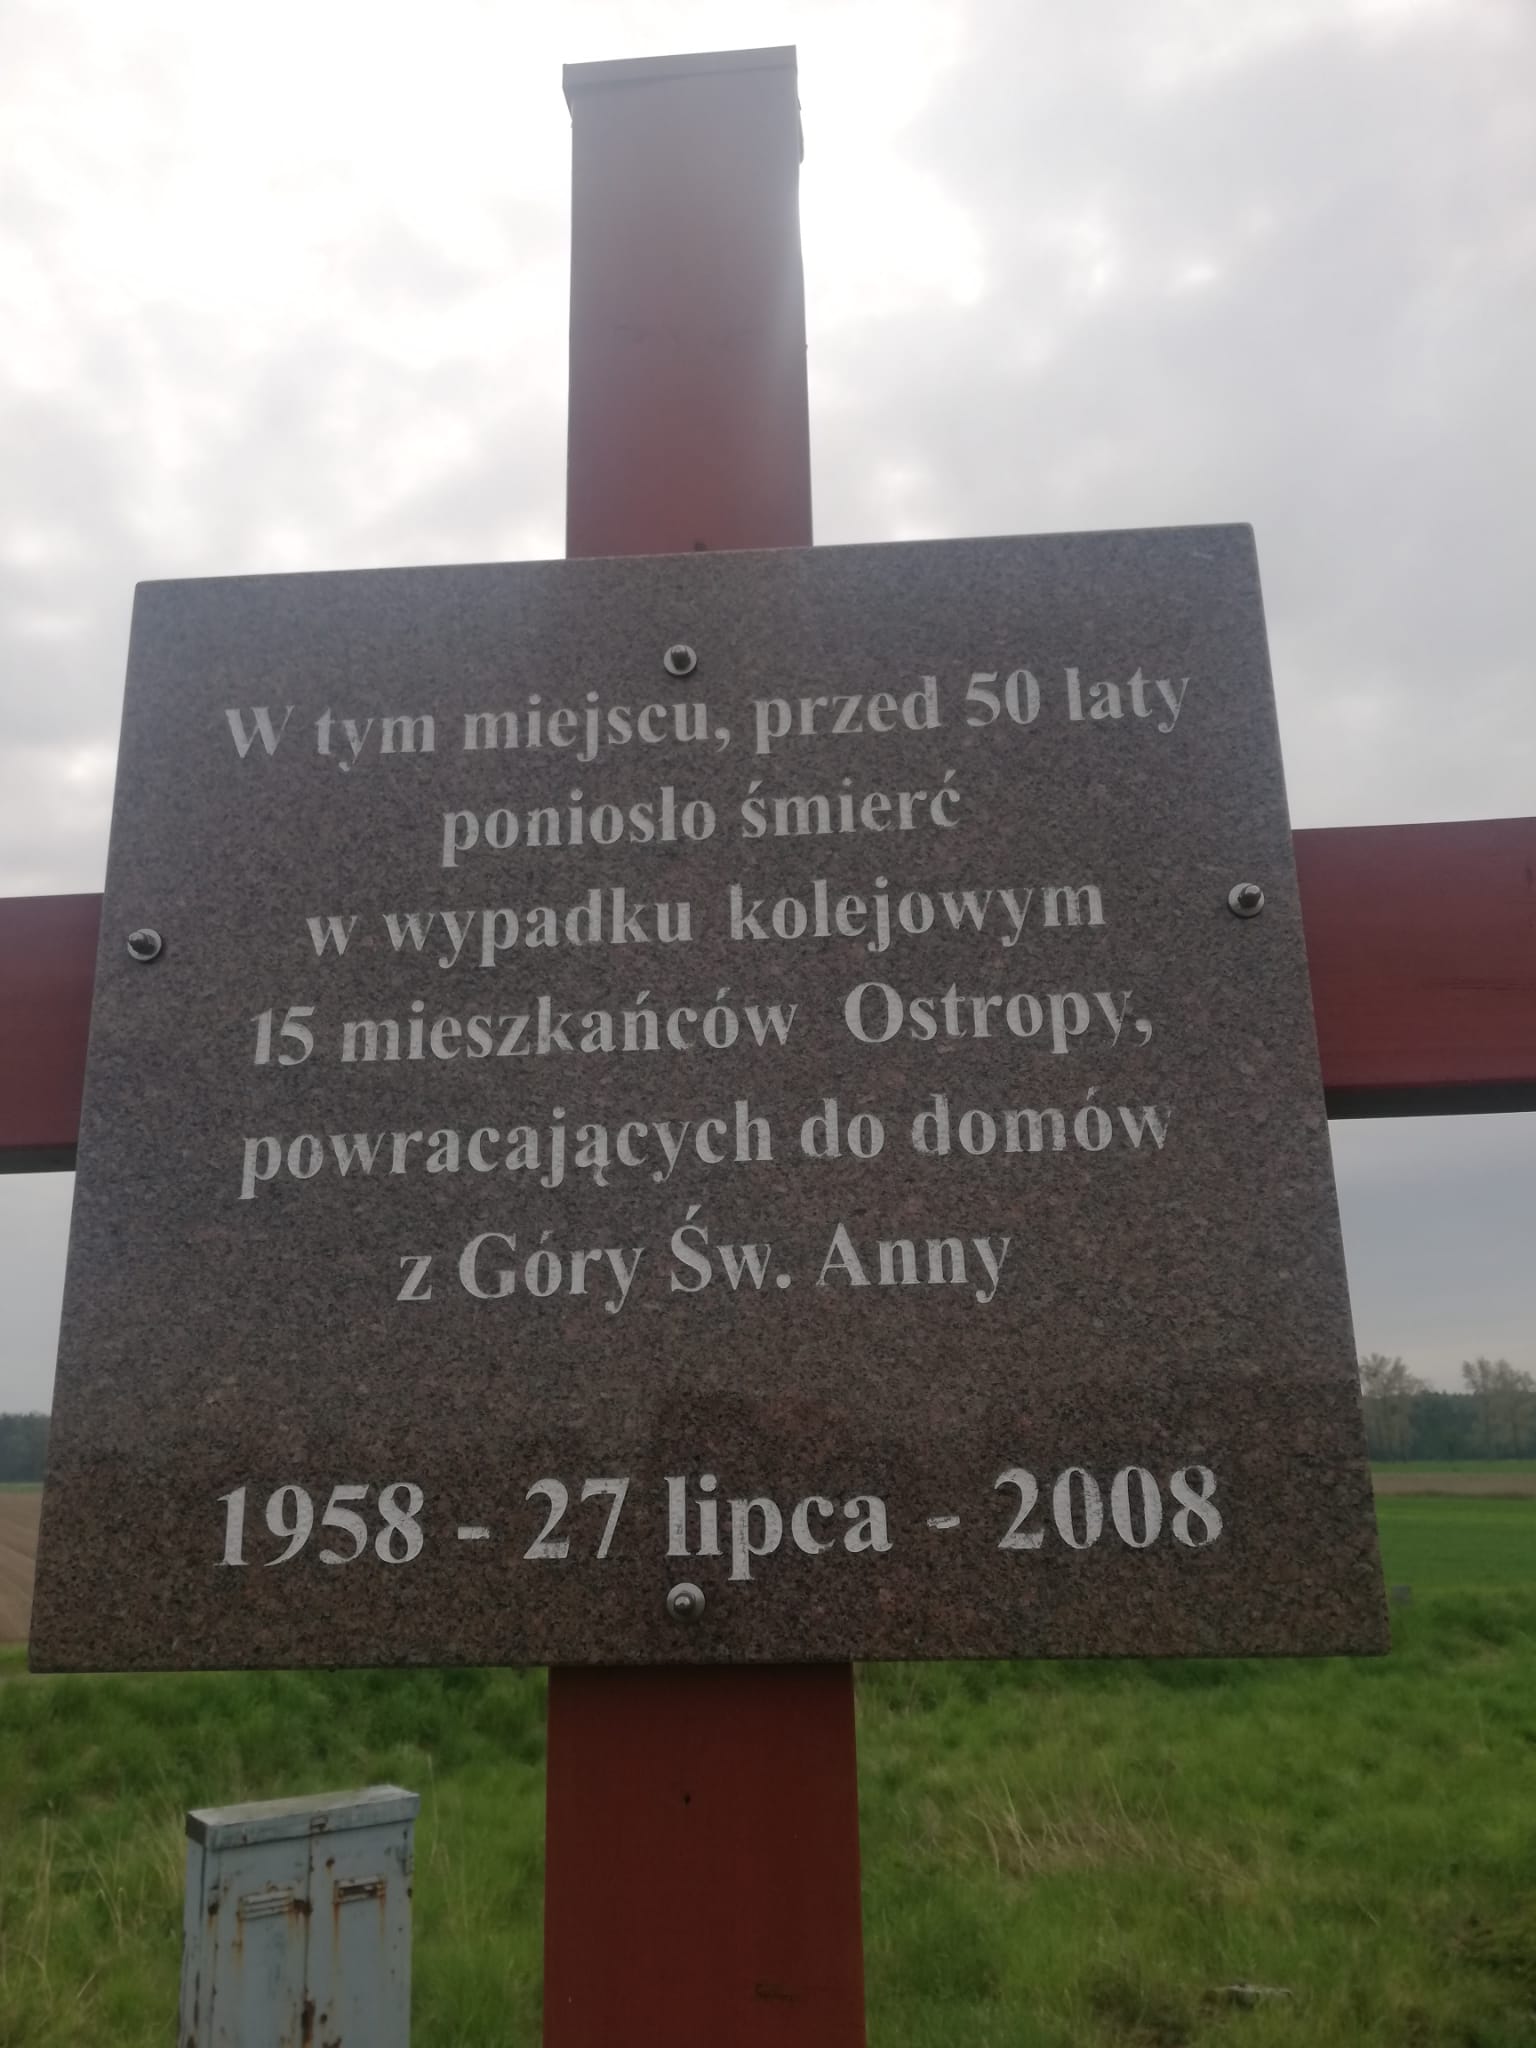 W tym miejscu, przed 50 laty
poniosło śmierć
w wypadku kolejowym
15 mieszkańców Ostropy,
powracających do domów
z Góry Św. Anny
1958 - 27 lipca - 2008